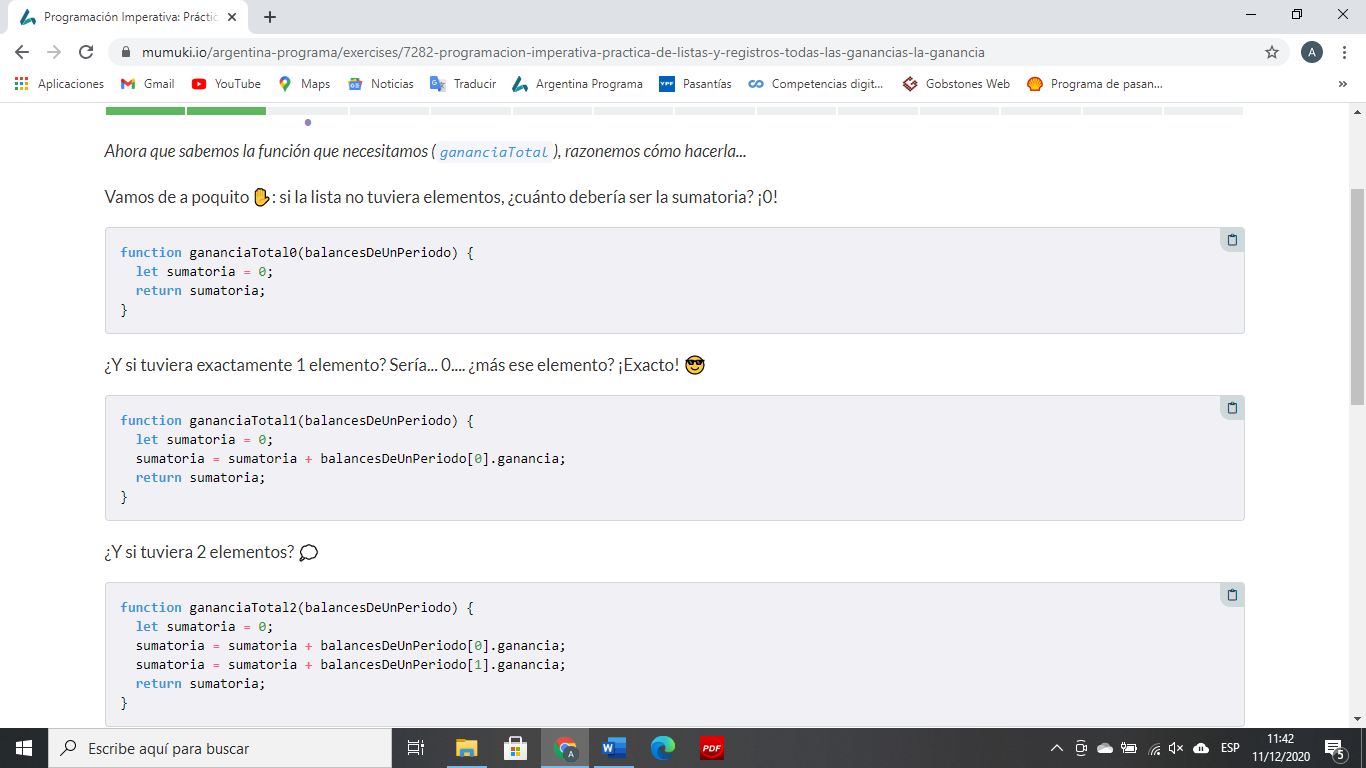 Programación Imperativa: Práctic
mumuki.io/argentina-programa/exercises/7282-programacion-imperativa-practica-de-listas-y-registros-todas-las-ganancias-la-ganancia
A
Aplicaciones Gmail YouTube Maps Noticias Traducir Argentina Programa YPF Pasantías Competencias digit... Gobstones Web Programa de pasan... »
Ahora que sabemos la función que necesitamos ( gananciaTotal ), razonemos cómo hacerla...
Vamos de a poquito ✋: si la lista no tuviera elementos, ¿cuánto debería ser la sumatoria? ¡0!
function gananciaTotal0(balancesDeUnPeriodo) {
let sumatoria = 0;
return sumatoria;
}
¿Y si tuviera exactamente 1 elemento? Sería... 0.... ¿más ese elemento? ¡Exacto! 😎
function gananciaTotal1(balancesDeUnPeriodo) {
let sumatoria = 0;
sumatoria = sumatoria + balancesDeUnPeriodo[0].ganancia;
return sumatoria;
}
¿Y si tuviera 2 elementos? 💭
function gananciaTotal2(balancesDeUnPeriodo) {
let sumatoria = 0;
sumatoria = sumatoria + balancesDeUnPeriodo[0].ganancia;
sumatoria = sumatoria + balancesDeUnPeriodo[1].ganancia;
return sumatoria;
}
Escribe aquí para buscar
A
W
PDF
ESP
11:42
11/12/2020
5